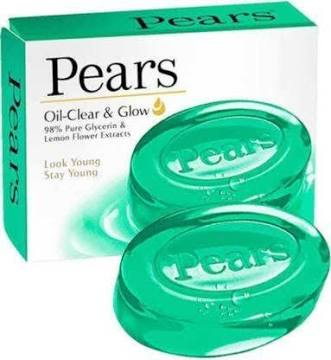 Pears
Pears
Oil-Clear & Glow
98% Pure Glycerin &
Lemon Flower Extracts
Look Young
Stay Young
Pears
Pears